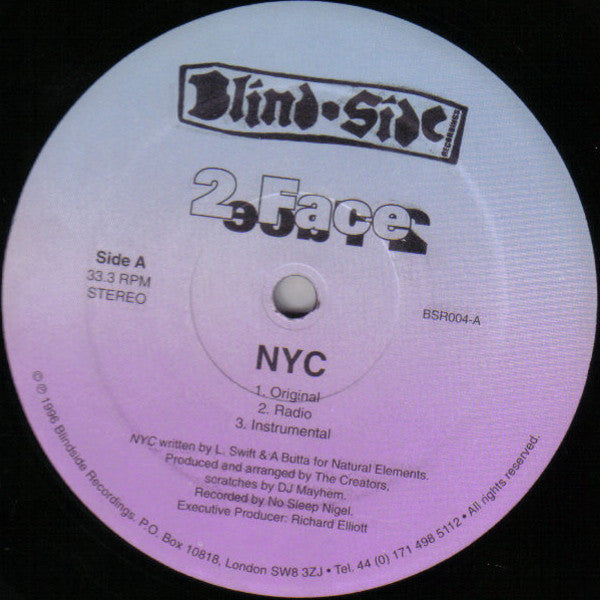 Blind•Side
RECORDINGS
2 Face
Side A
33.3 RPM
STEREO
BSR004-A
NYC
1. Original
2. Radio
3. Instrumental
NYC written by L. Swift & A Butta for Natural Elements.
Produced and arranged by The Creators,
scratches by DJ Mayhem.
Recorded by No Sleep Nigel.
Executive Producer: Richard Elliott
© ℗ 1996 Blindside Recordings. P.O. Box 10818, London SW8 3ZJ • Tel. 44 (0) 171 498 5112 • All rights reserved.